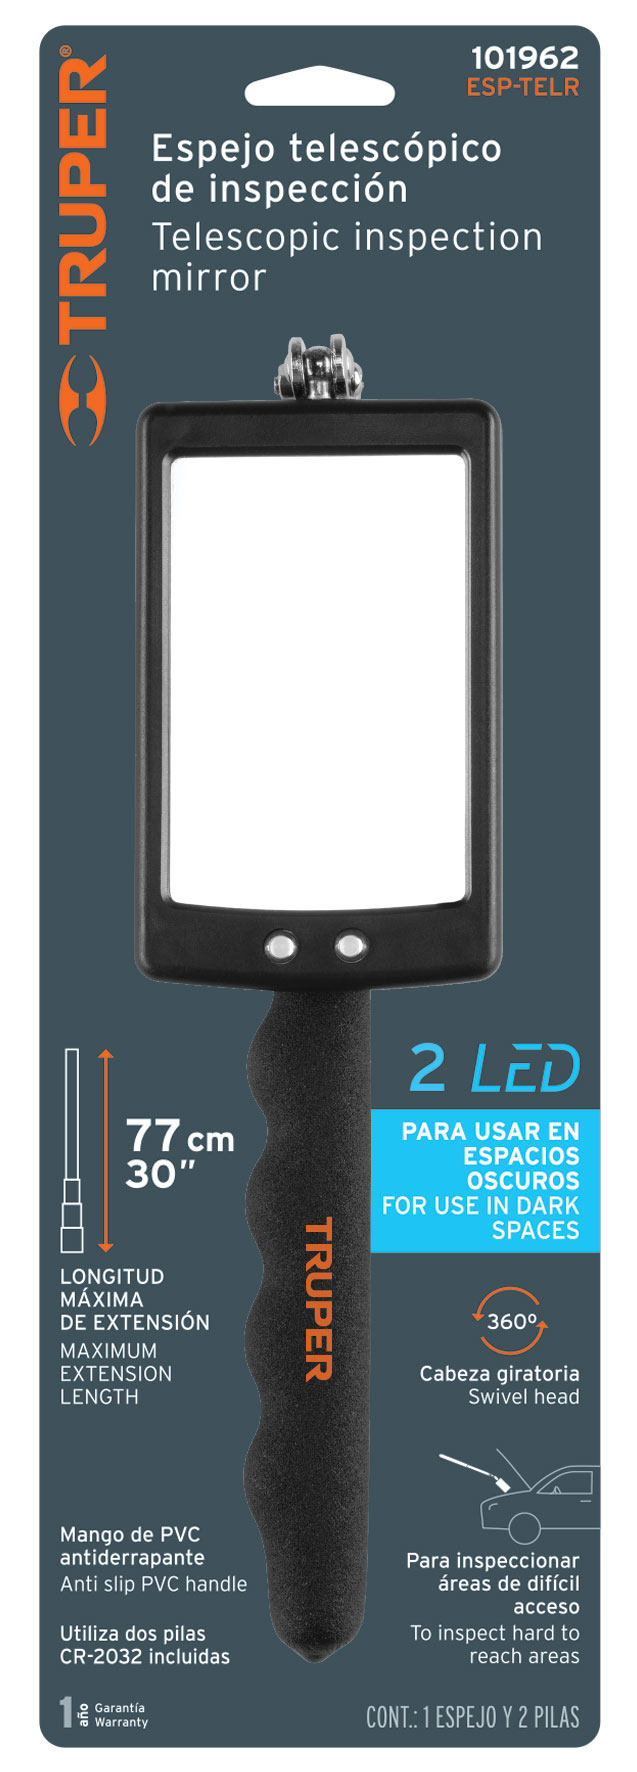 TRUPER®
101962
ESP-TELR
Espejo telescópico
de inspección
Telescopic inspection
mirror
2 LED
PARA USAR EN
ESPACIOS
OSCUROS
FOR USE IN DARK
SPACES
77 cm
30"
LONGITUD
MÁXIMA
DE EXTENSIÓN
MAXIMUM
EXTENSION
LENGTH
TRUPER
360º
Cabeza giratoria
Swivel head
Mango de PVC
antiderrapante
Anti slip PVC handle
Utiliza dos pilas
CR-2032 incluidas
Para inspeccionar
áreas de difícil
acceso
To inspect hard to
reach areas
1 año Garantía
Warranty
CONT.: 1 ESPEJO Y 2 PILAS